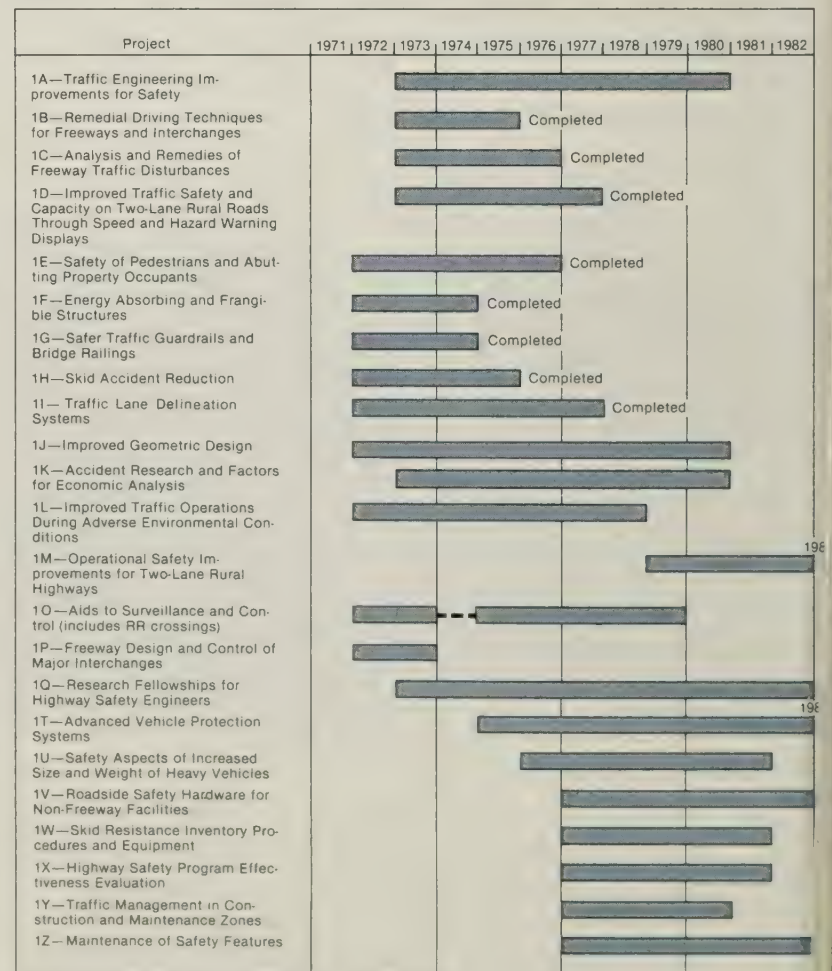 Project 1971 1972 1973 1974 1975 1976 1977 1978 1979 1980 1981 1982
1A—Traffic Engineering Im-
provements for Safety
1B—Remedial Driving Techniques Completed
for Freeways and Interchanges
1C—Analysis and Remedies of Completed
Freeway Traffic Disturbances
1D—Improved Traffic Safety and Completed
Capacity on Two-Lane Rural Roads
Through Speed and Hazard Warning
Displays
1E—Safety of Pedestrians and Abut- Completed
ting Property Occupants
1F—Energy Absorbing and Frangi- Completed
ble Structures
1G—Safer Traffic Guardrails and Completed
Bridge Railings
1H—Skid Accident Reduction Completed
1I—Traffic Lane Delineation Completed
Systems
1J—Improved Geometric Design
1K—Accident Research and Factors
for Economic Analysis
1L—Improved Traffic Operations
During Adverse Environmental Con-
ditions
1M—Operational Safety Im-
provements for Two-Lane Rural
Highways
1O—Aids to Surveillance and Con-
trol (includes RR crossings)
1P—Freeway Design and Control of
Major Interchanges
1Q—Research Fellowships for
Highway Safety Engineers
1T—Advanced Vehicle Protection
Systems
1U—Safety Aspects of Increased
Size and Weight of Heavy Vehicles
1V—Roadside Safety Hardware for
Non-Freeway Facilities
1W—Skid Resistance Inventory Pro-
cedures and Equipment
1X—Highway Safety Program Effec-
tiveness Evaluation
1Y—Traffic Management in Con-
struction and Maintenance Zones
1Z—Maintenance of Safety Features